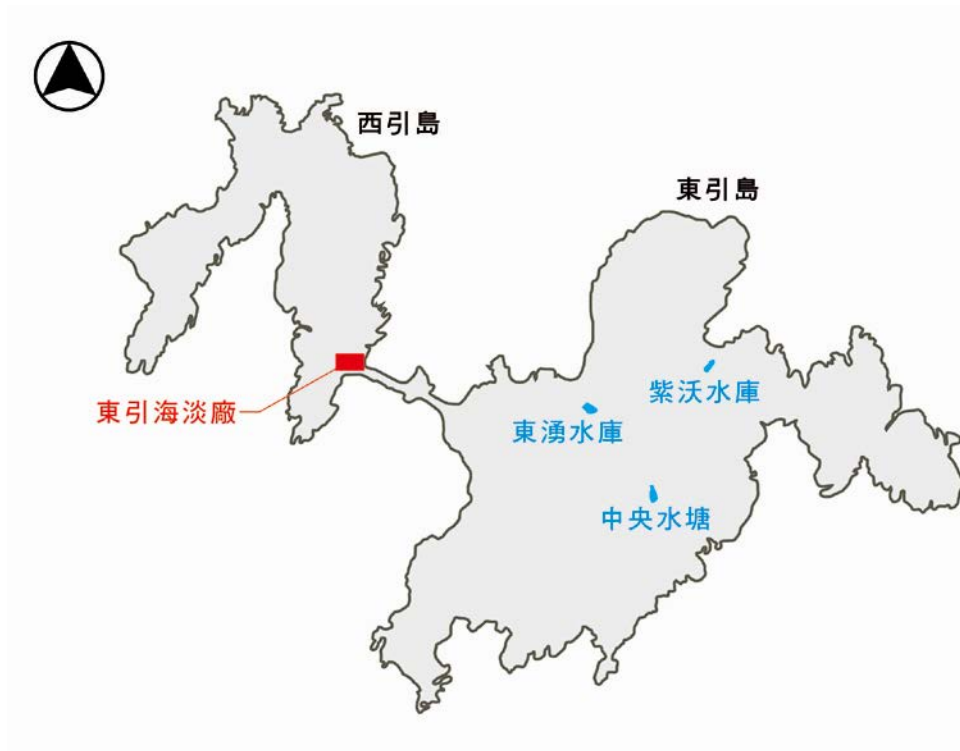 西引島
東引島
紫沃水庫
東引海淡廠
東湧水庫
中央水塘